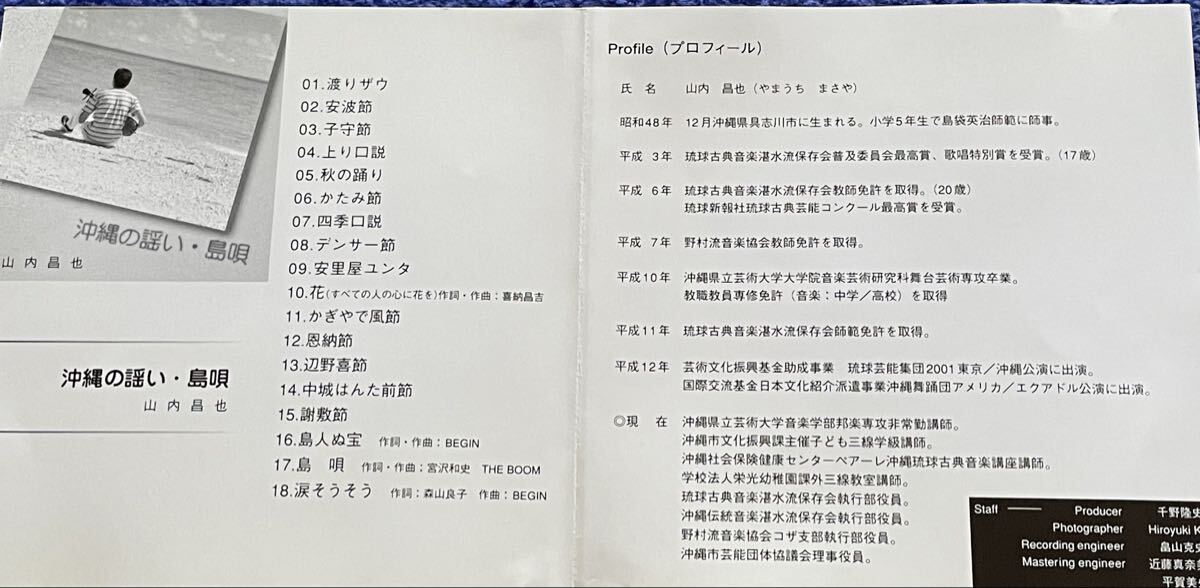 沖縄の謡い・島唄
山内昌也
沖縄の謡い・島唄
山内昌也
01.渡りザウ
02.安波節
03.子守節
04.上り口説
05.秋の踊り
06.かたみ節
07.四季口説
08.デンサー節
09.安里屋ユンタ
10.花(すべての人の心に花を)作詞・作曲:喜納昌吉
11.かぎやで風節
12.恩納節
13.辺野喜節
14.中城はんた前節
15.謝敷節
16.島人ぬ宝 作詞・作曲:BEGIN
17.島 唄 作詞・作曲:宮沢和史 THE BOOM
18.涙そうそう 作詞:森山良子 作曲:BEGIN
Profile(プロフィール)
氏 名 山内 昌也(やまうち まさや)
昭和48年 12月沖縄県具志川市に生まれる。小学5年生で島袋英治師範に師事。
平成 3年 琉球古典音楽湛水流保存会普及委員会最高賞、歌唱特別賞を受賞。(17歳)
平成 6年 琉球古典音楽湛水流保存会教師免許を取得。(20歳)
琉球新報社琉球古典芸能コンクール最高賞を受賞。
平成 7年 野村流音楽協会教師免許を取得。
平成10年 沖縄県立芸術大学大学院音楽芸術研究科舞台芸術専攻卒業。
教職教員専修免許(音楽:中学/高校)を取得
平成11年 琉球古典音楽湛水流保存会師範免許を取得。
平成12年 芸術文化振興基金助成事業 琉球芸能集団2001東京/沖縄公演に出演。
国際交流基金日本文化紹介派遣事業沖縄舞踊団アメリカ/エクアドル公演に出演。
◎現 在 沖縄県立芸術大学音楽学部邦楽専攻非常勤講師。
沖縄市文化振興課主催子ども三線学級講師。
沖縄社会保険健康センターペアーレ沖縄琉球古典音楽講座講師。
学校法人栄光幼稚園課外三線教室講師。
琉球古典音楽湛水流保存会執行部役員。
沖縄伝統音楽湛水流保存会執行部役員。
野村流音楽協会コザ支部執行部役員。
沖縄市芸能団体協議会理事役員。
Staff
Producer 千野隆史
Photographer Hiroyuki K
Recording engineer 畠山克史
Mastering engineer 近藤真奈
平賀美